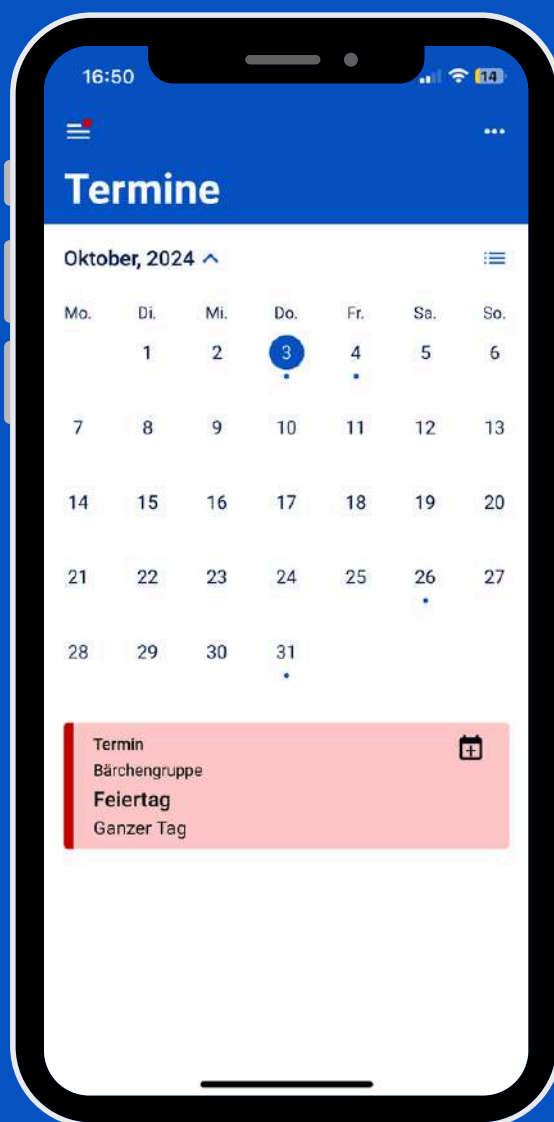 16:50 14
Termine
Oktober, 2024
Mo. Di. Mi. Do. Fr. Sa. So.
1 2 3 4 5 6
7 8 9 10 11 12 13
14 15 16 17 18 19 20
21 22 23 24 25 26 27
28 29 30 31
Termin
Bärchengruppe
Feiertag
Ganzer Tag